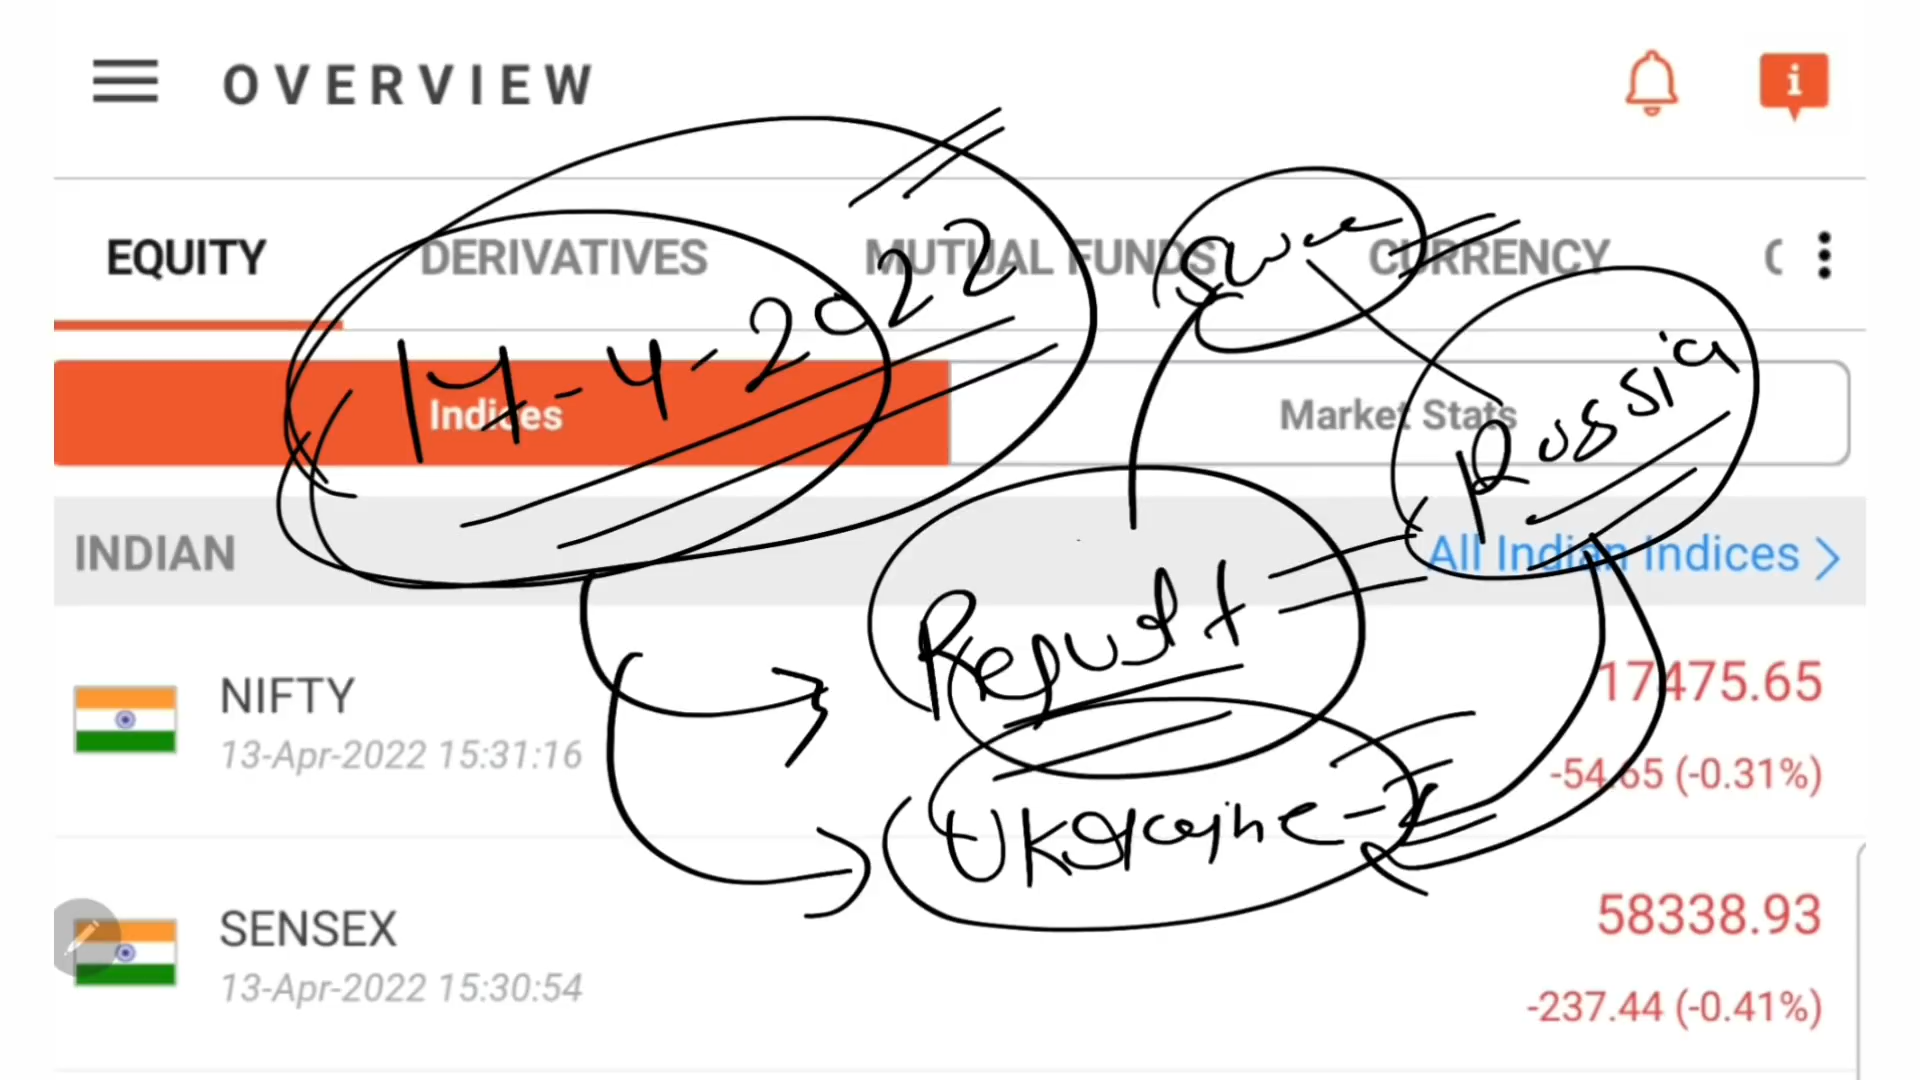 OVERVIEW
EQUITY DERIVATIVES MUTUAL FUNDS CURRENCY
14-4-2022
Indices Market Stats
Russia
INDIAN All Indian Indices
Repult
NIFTY 17475.65
13-Apr-2022 15:31:16 -54.65 (-0.31%)
Ukraine
SENSEX 58338.93
13-Apr-2022 15:30:54 -237.44 (-0.41%)